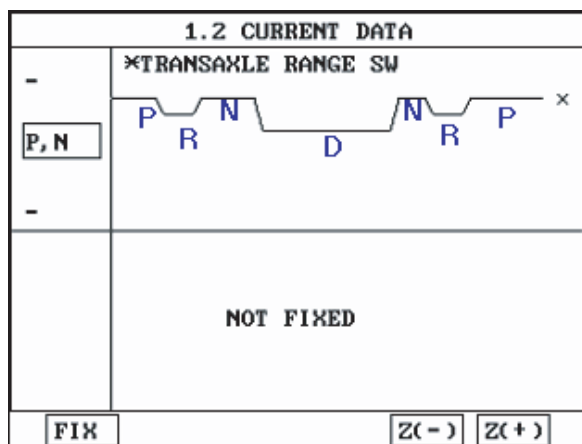 1.2 CURRENT DATA
*TRANSAXLE RANGE SW
-
P R N D N R P ×
P, N
-
NOT FIXED
FIX Z(-) Z(+)